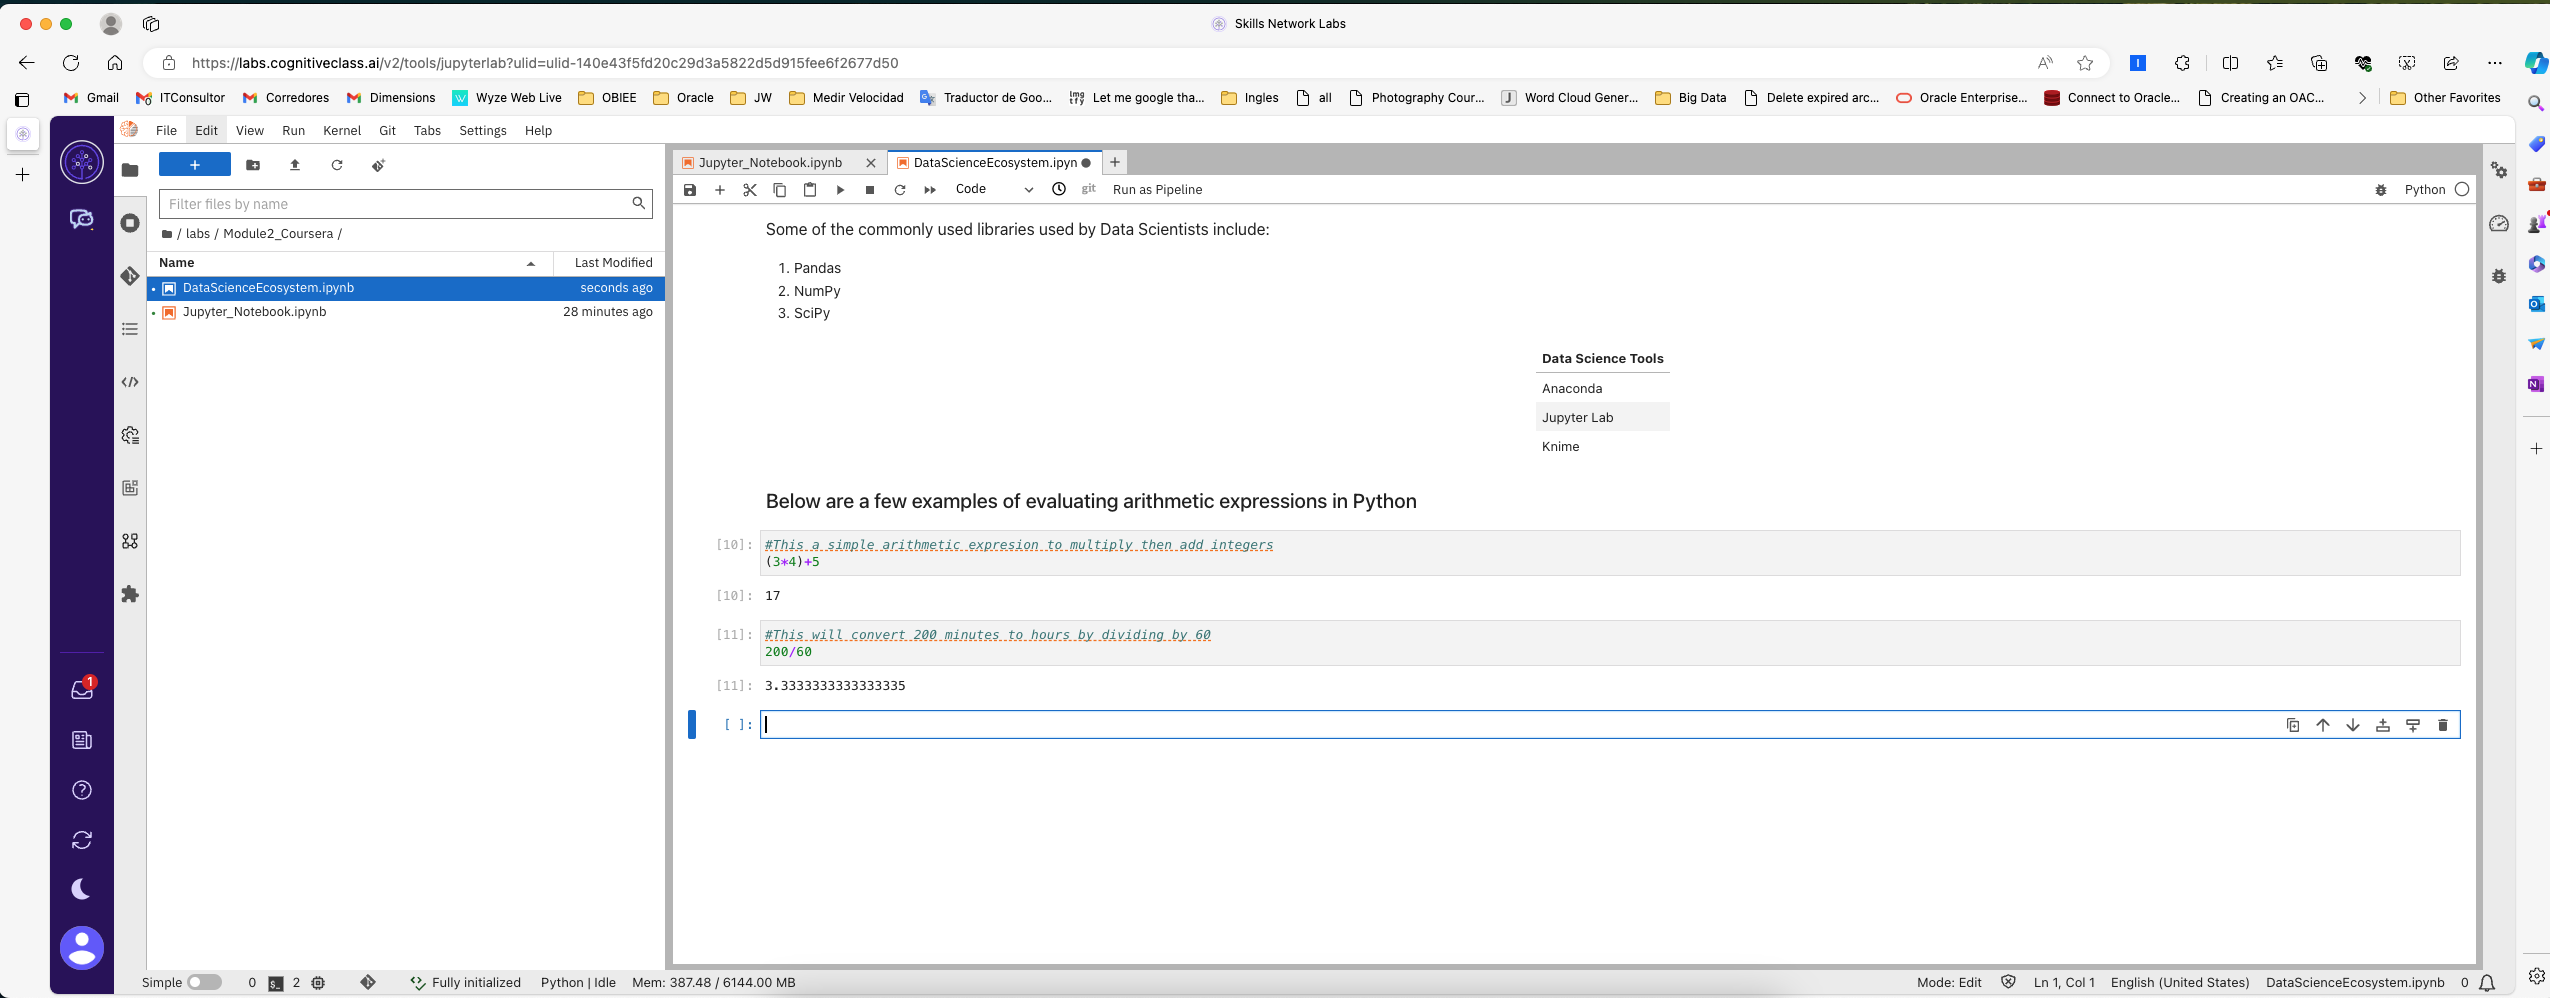 Skills Network Labs
https://labs.cognitiveclass.ai/v2/tools/jupyterlab?ulid=ulid-140e43f5fd20c29d3a5822d5d915fee6f2677d50
Gmail ITConsultor Corredores Dimensions Wyze Web Live OBIEE Oracle JW Medir Velocidad Traductor de Goo... Let me google tha... Ingles all Photography Cour... Word Cloud Gener... Big Data Delete expired arc... Oracle Enterprise... Connect to Oracle... Creating an OAC... Other Favorites
File Edit View Run Kernel Git Tabs Settings Help
Jupyter_Notebook.ipynb DataScienceEcosystem.ipyn
Code git Run as Pipeline Python
Filter files by name
/ labs / Module2_Coursera /
Name Last Modified
DataScienceEcosystem.ipynb seconds ago
Jupyter_Notebook.ipynb 28 minutes ago
Some of the commonly used libraries used by Data Scientists include:
1. Pandas
2. NumPy
3. SciPy
Data Science Tools
Anaconda
Jupyter Lab
Knime
Below are a few examples of evaluating arithmetic expressions in Python
[10]: #This a simple arithmetic expresion to multiply then add integers
(3*4)+5
[10]: 17
[11]: #This will convert 200 minutes to hours by dividing by 60
200/60
[11]: 3.3333333333333335
[ ]:
1
Simple 0 2 Fully initialized Python | Idle Mem: 387.48 / 6144.00 MB Mode: Edit Ln 1, Col 1 English (United States) DataScienceEcosystem.ipynb 0